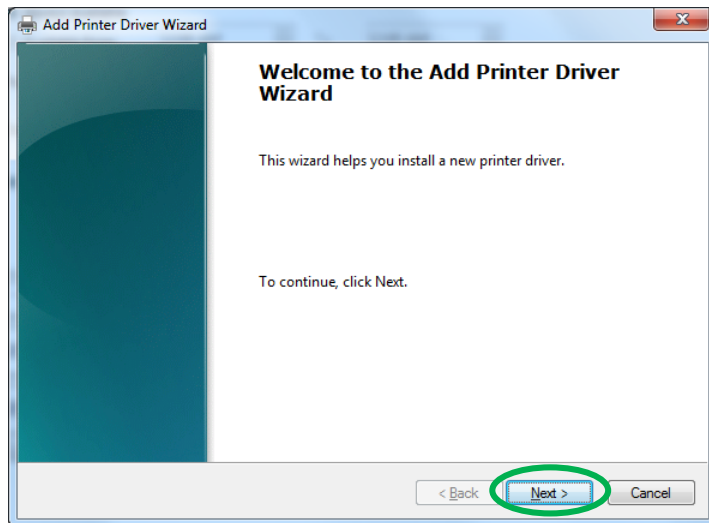 Add Printer Driver Wizard
Welcome to the Add Printer Driver
Wizard
This wizard helps you install a new printer driver.
To continue, click Next.
< Back
Next >
Cancel